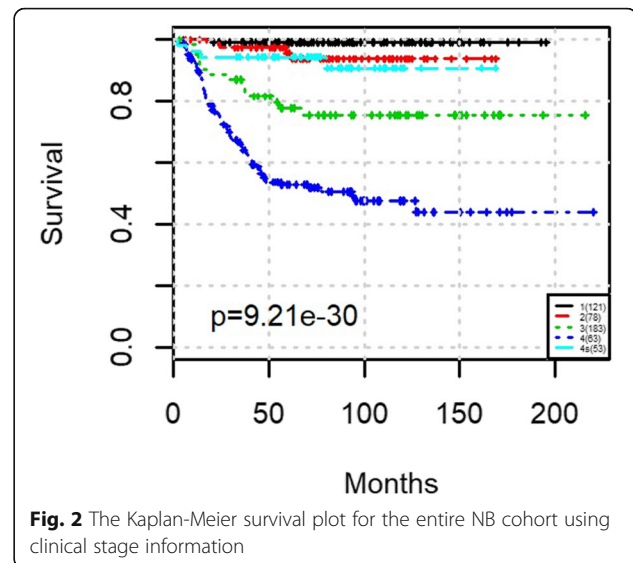 Survival
0.8
0.4
0.0
p=9.21e-30
1(121)
2(78)
3(183)
4(63)
4s(53)
0 50 100 150 200
Months
Fig. 2 The Kaplan-Meier survival plot for the entire NB cohort using
clinical stage information